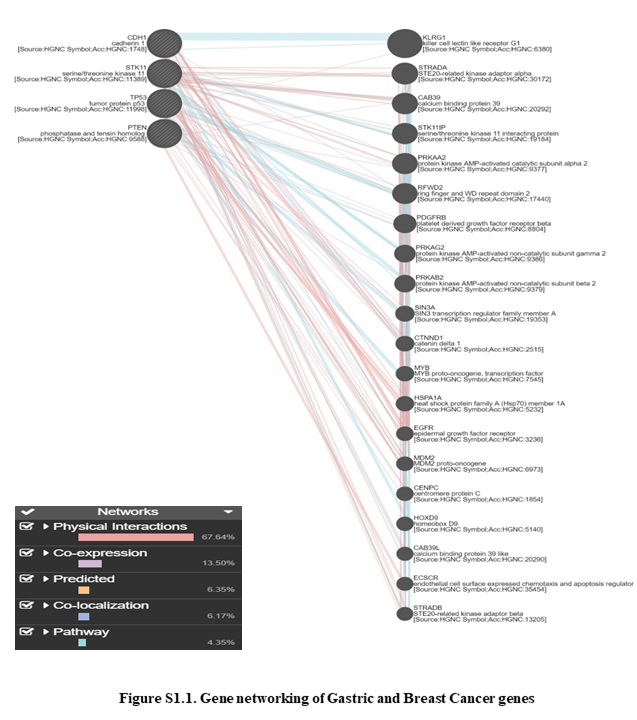 CDH1
cadherin 1
[Source:HGNC Symbol;Acc:HGNC:1748]
STK11
serine/threonine kinase 11
[Source:HGNC Symbol;Acc:HGNC:11389]
TP53
tumor protein p53
[Source:HGNC Symbol;Acc:HGNC:11998]
PTEN
phosphatase and tensin homolog
[Source:HGNC Symbol;Acc:HGNC:9588]
KLRG1
killer cell lectin like receptor G1
[Source:HGNC Symbol;Acc:HGNC:6380]
STRADA
STE20-related kinase adaptor alpha
[Source:HGNC Symbol;Acc:HGNC:30172]
CAB39
calcium binding protein 39
[Source:HGNC Symbol;Acc:HGNC:20292]
STK11IP
serine/threonine kinase 11 interacting protein
[Source:HGNC Symbol;Acc:HGNC:19184]
PRKAA2
protein kinase AMP-activated catalytic subunit alpha 2
[Source:HGNC Symbol;Acc:HGNC:9377]
RFWD2
ring finger and WD repeat domain 2
[Source:HGNC Symbol;Acc:HGNC:17440]
PDGFRB
platelet derived growth factor receptor beta
[Source:HGNC Symbol;Acc:HGNC:8804]
PRKAG2
protein kinase AMP-activated non-catalytic subunit gamma 2
[Source:HGNC Symbol;Acc:HGNC:9386]
PRKAB2
protein kinase AMP-activated non-catalytic subunit beta 2
[Source:HGNC Symbol;Acc:HGNC:9379]
SIN3A
SIN3 transcription regulator family member A
[Source:HGNC Symbol;Acc:HGNC:19353]
CTNND1
catenin delta 1
[Source:HGNC Symbol;Acc:HGNC:2515]
MYB
MYB proto-oncogene, transcription factor
[Source:HGNC Symbol;Acc:HGNC:7545]
HSPA1A
heat shock protein family A (Hsp70) member 1A
[Source:HGNC Symbol;Acc:HGNC:5232]
EGFR
epidermal growth factor receptor
[Source:HGNC Symbol;Acc:HGNC:3236]
MDM2
MDM2 proto-oncogene
[Source:HGNC Symbol;Acc:HGNC:6973]
CENPC
centromere protein C
[Source:HGNC Symbol;Acc:HGNC:1854]
HOXD9
homeobox D9
[Source:HGNC Symbol;Acc:HGNC:5140]
CAB39L
calcium binding protein 39 like
[Source:HGNC Symbol;Acc:HGNC:20290]
ECSCR
endothelial cell surface expressed chemotaxis and apoptosis regulator
[Source:HGNC Symbol;Acc:HGNC:35454]
STRADB
STE20-related kinase adaptor beta
[Source:HGNC Symbol;Acc:HGNC:13205]
Networks
Physical Interactions
67.64%
Co-expression
13.50%
Predicted
6.35%
Co-localization
6.17%
Pathway
4.35%
Figure S1.1. Gene networking of Gastric and Breast Cancer genes